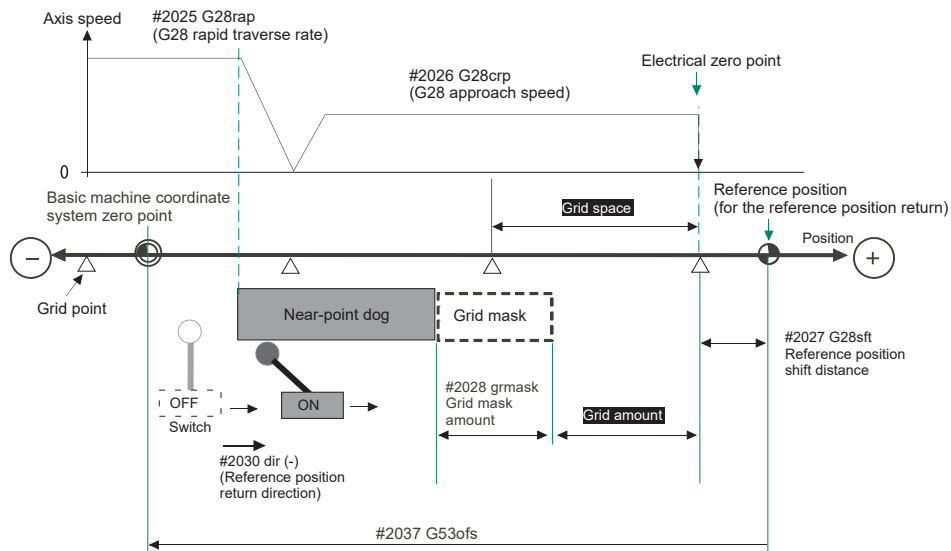 Axis speed
#2025 G28rap
(G28 rapid traverse rate)
#2026 G28crp
(G28 approach speed)
Electrical zero point
0
Basic machine coordinate
system zero point
Grid space
Reference position
(for the reference position return)
Position
−
+
Grid point
Near-point dog
Grid mask
#2027 G28sft
Reference position
shift distance
OFF
Switch
ON
#2028 grmask
Grid mask
amount
Grid amount
#2030 dir (-)
(Reference position
return direction)
#2037 G53ofs